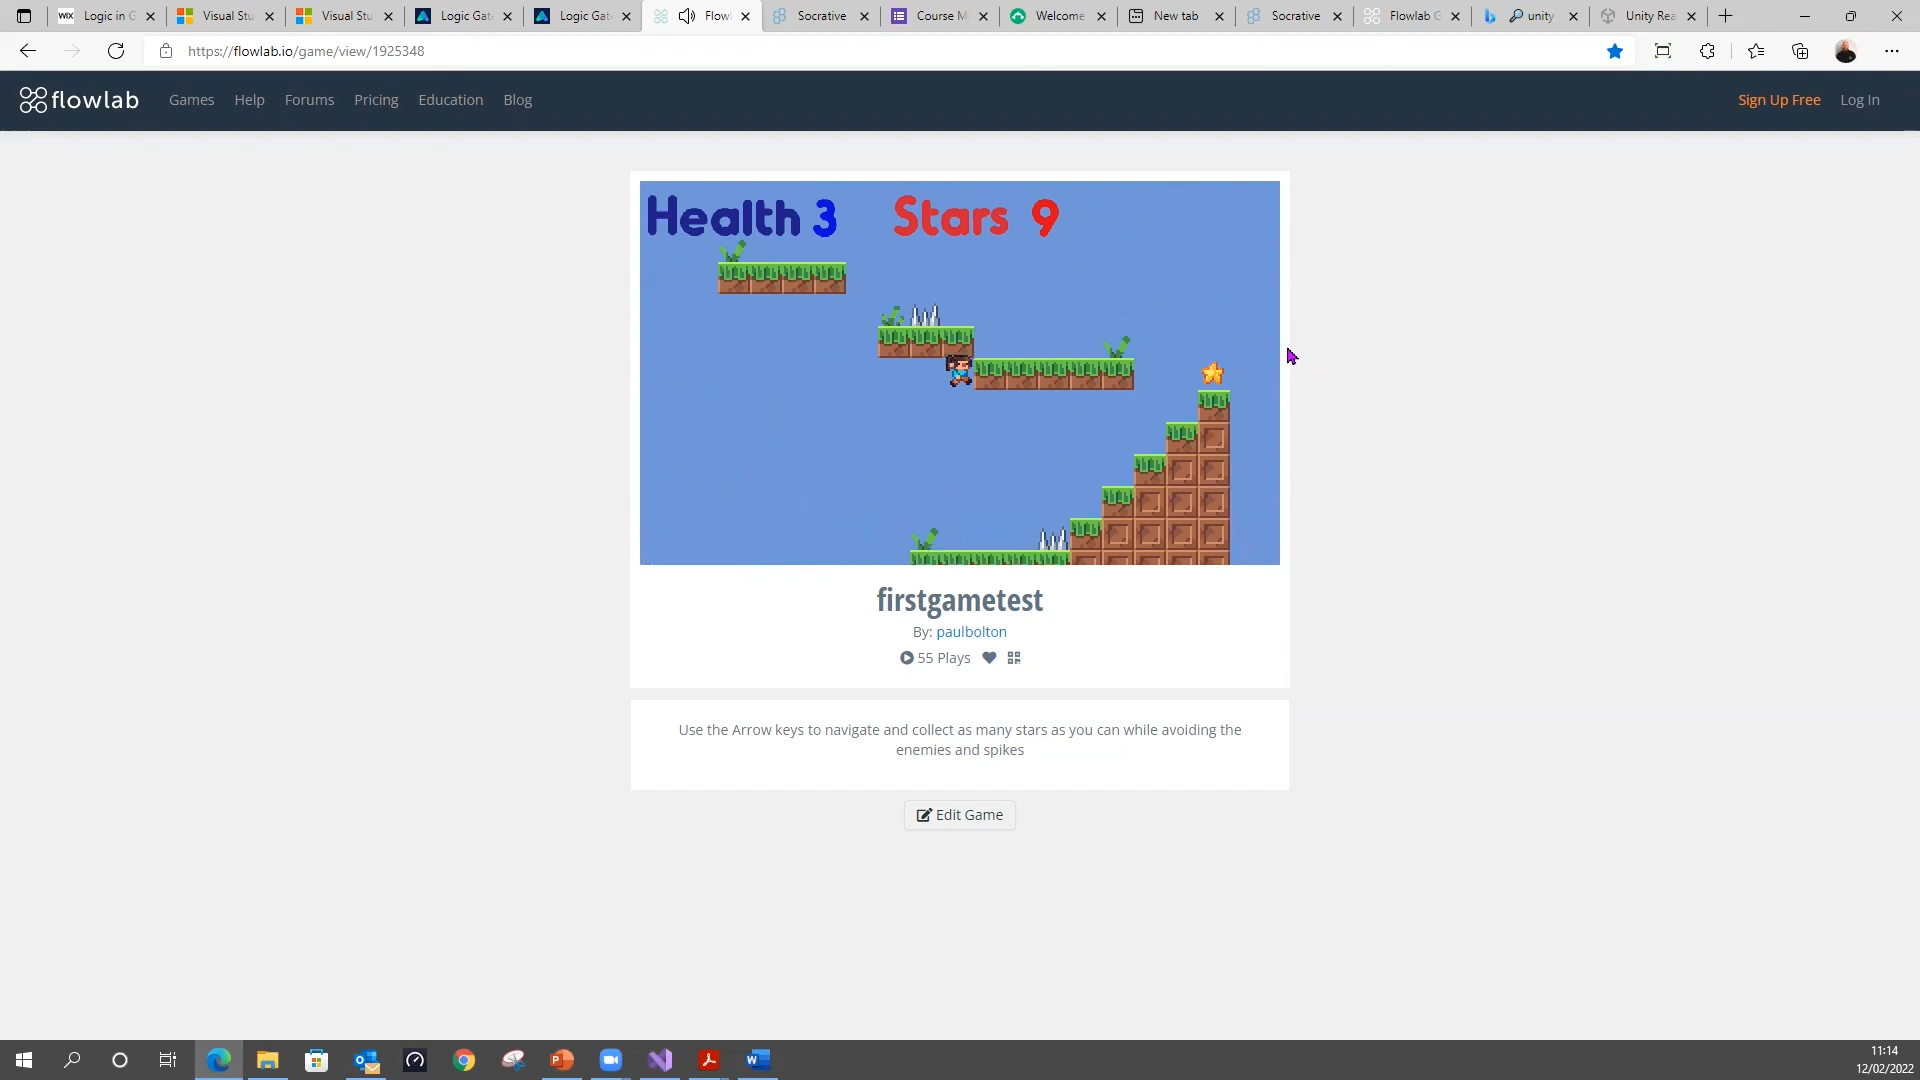 Logic in G
Visual Stu
Visual Stu
Logic Gat
Logic Gat
Flowl
Socrative
Course M
Welcome
New tab
Socrative
Flowlab G
unity
Unity Rea
https://flowlab.io/game/view/1925348
flowlab
Games
Help
Forums
Pricing
Education
Blog
Sign Up Free
Log In
Health 3
Stars 9
firstgametest
By: paulbolton
55 Plays
Use the Arrow keys to navigate and collect as many stars as you can while avoiding the
enemies and spikes
Edit Game
11:14
12/02/2022